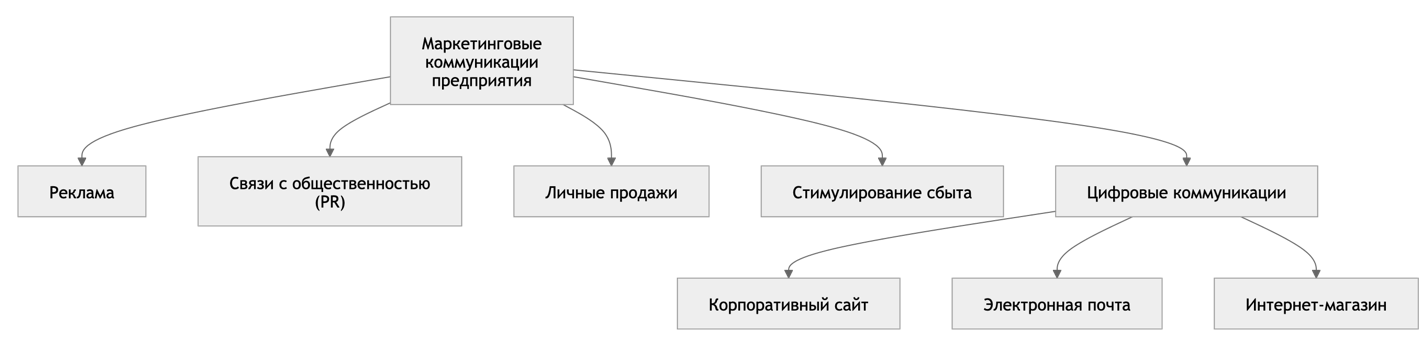 Маркетинговые
коммуникации
предприятия
Реклама
Связи с общественностью
(PR)
Личные продажи
Стимулирование сбыта
Цифровые коммуникации
Корпоративный сайт
Электронная почта
Интернет-магазин